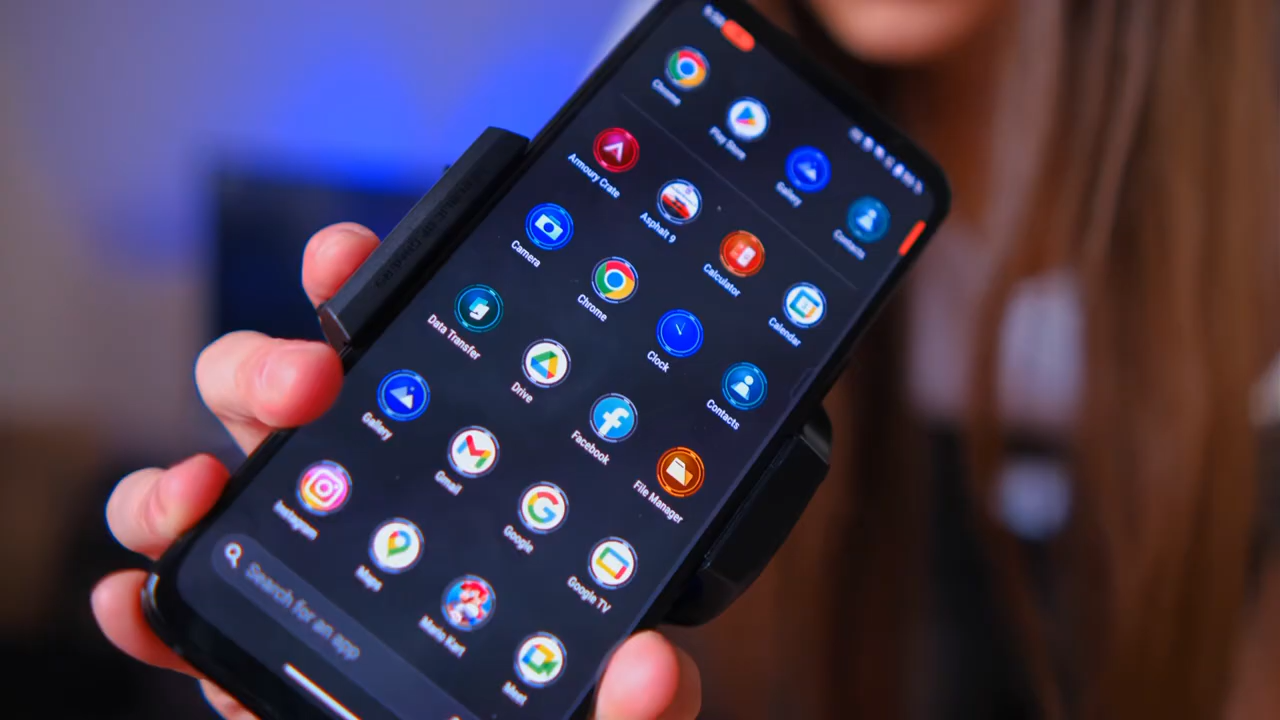 Chrome
Play Store
Gallery
Contacts
Armoury Crate
Asphalt 9
Calculator
Calendar
Camera
Chrome
Clock
Contacts
Data Transfer
Drive
Facebook
File Manager
Gallery
Gmail
Google
Google TV
Instagram
Maps
Mario Kart
Meet
Search for an app